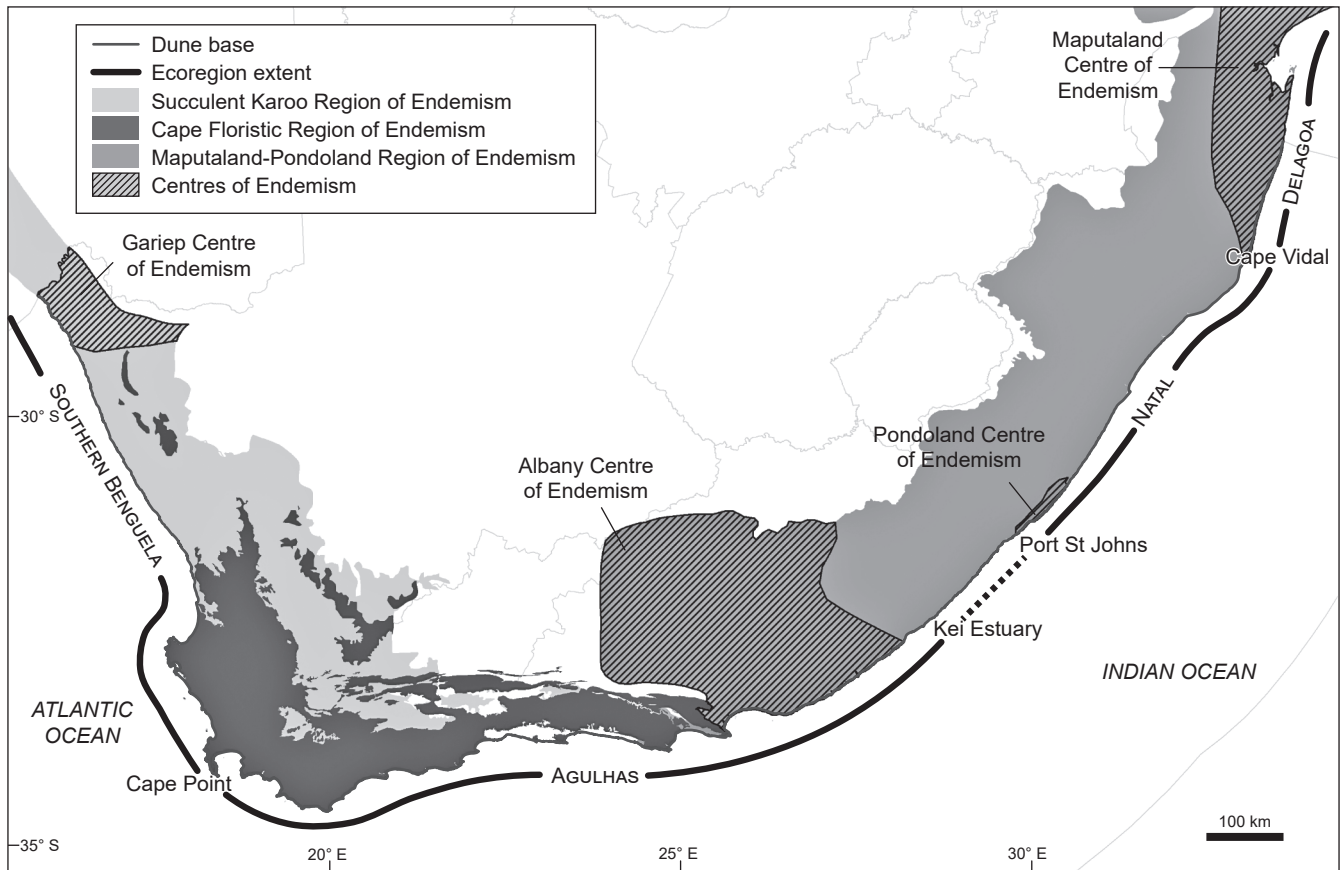 Dune base
Ecoregion extent
Succulent Karoo Region of Endemism
Cape Floristic Region of Endemism
Maputaland-Pondoland Region of Endemism
Centres of Endemism
Maputaland
Centre of
Endemism
DELAGOA
Cape Vidal
Gariep Centre
of Endemism
30° S
SOUTHERN BENGUELA
NATAL
Pondoland Centre
of Endemism
Albany Centre
of Endemism
Port St Johns
Kei Estuary
INDIAN OCEAN
ATLANTIC
OCEAN
Cape Point
AGULHAS
100 km
35° S
20° E
25° E
30° E